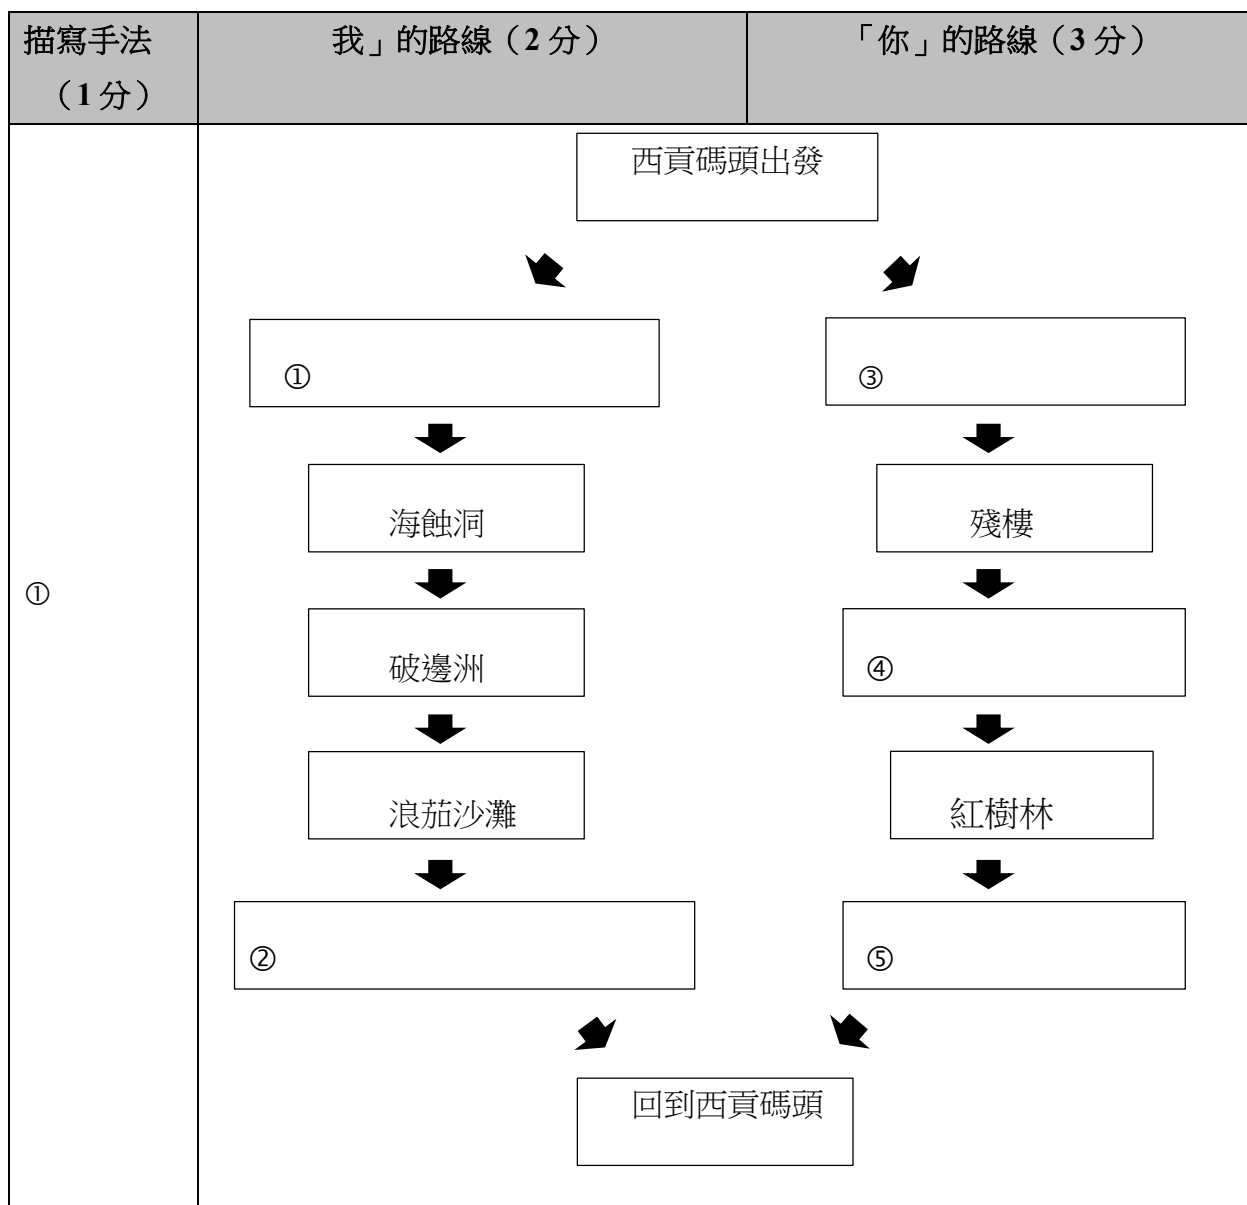 描寫手法
（1 分）
我」的路線（2 分）
「你」的路線（3 分）
①
西貢碼頭出發
①
海蝕洞
破邊洲
浪茄沙灘
②
③
殘樓
④
紅樹林
⑤
回到西貢碼頭